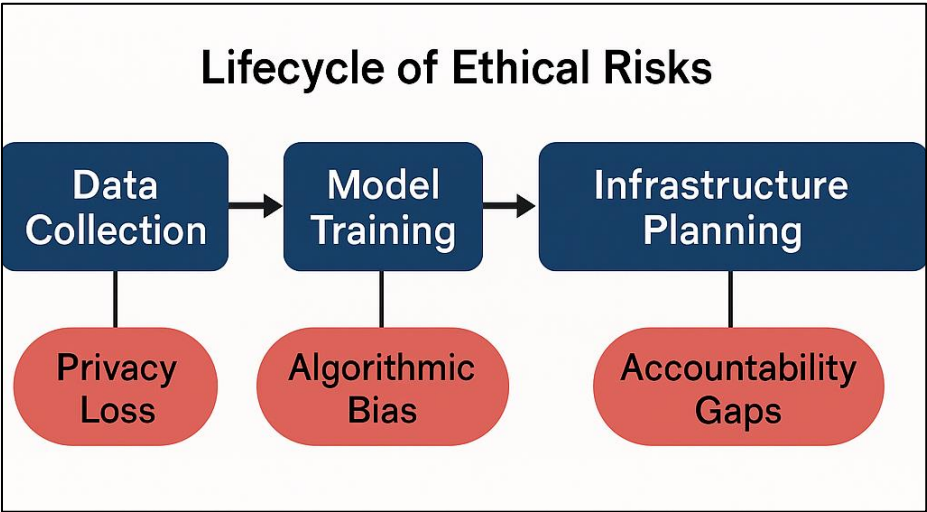 Lifecycle of Ethical Risks
Data
Collection
Model
Training
Infrastructure
Planning
Privacy
Loss
Algorithmic
Bias
Accountability
Gaps